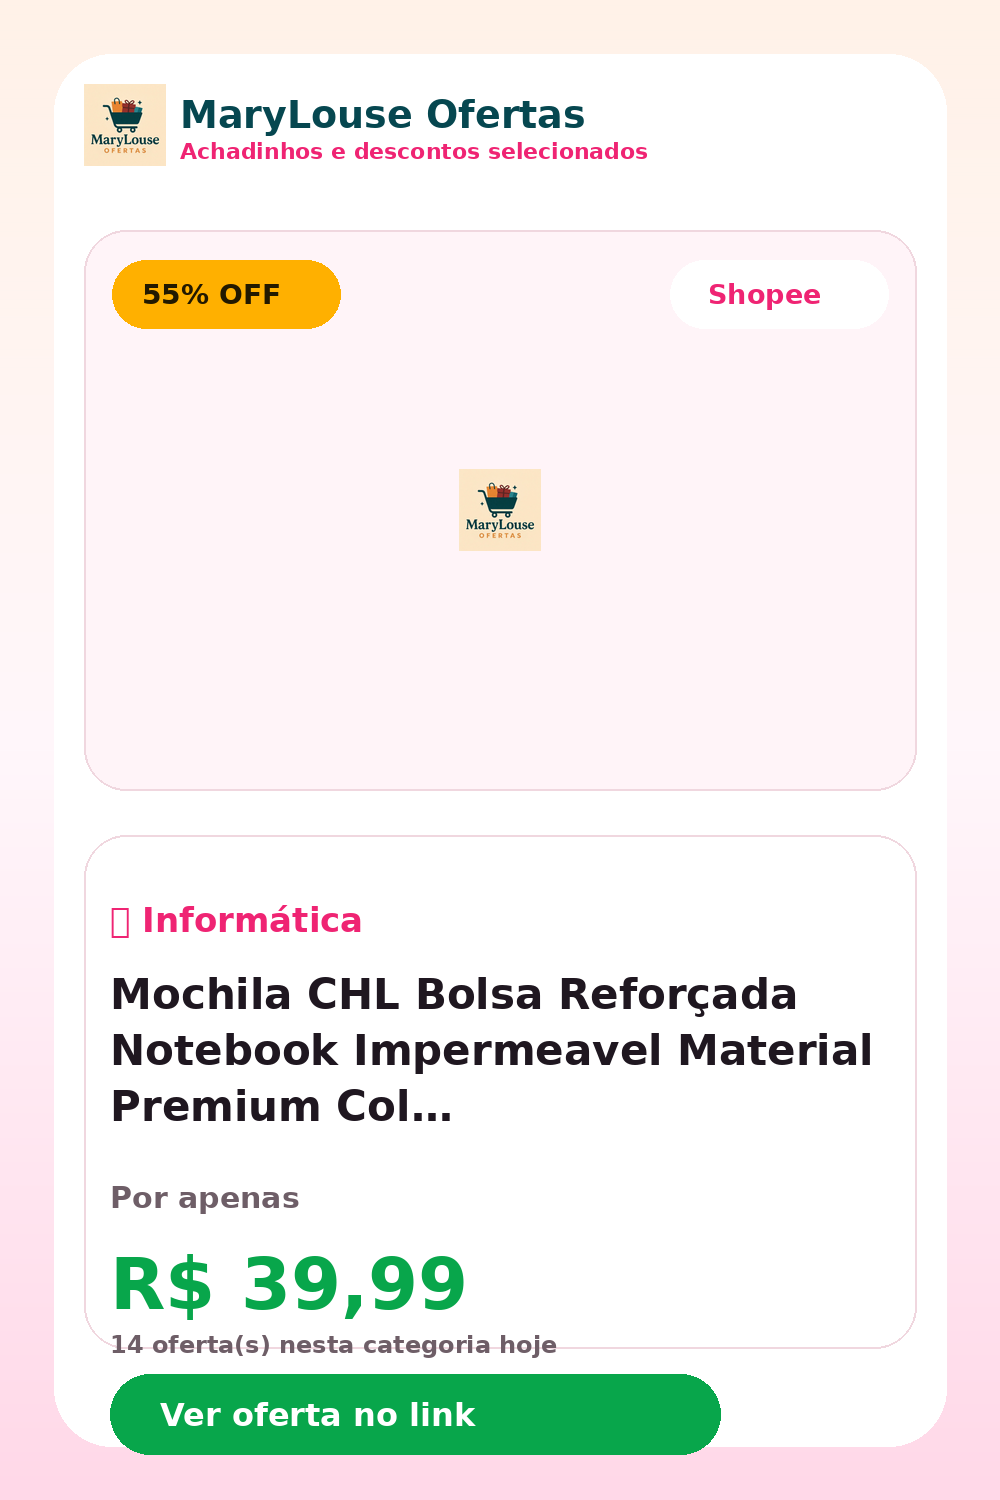 MaryLouse
OFERTAS
MaryLouse Ofertas
Achadinhos e descontos selecionados
55% OFF
Shopee
MaryLouse
OFERTAS
Informática
Mochila CHL Bolsa Reforçada
Notebook Impermeavel Material
Premium Col...
Por apenas
R$ 39,99
14 oferta(s) nesta categoria hoje
Ver oferta no link